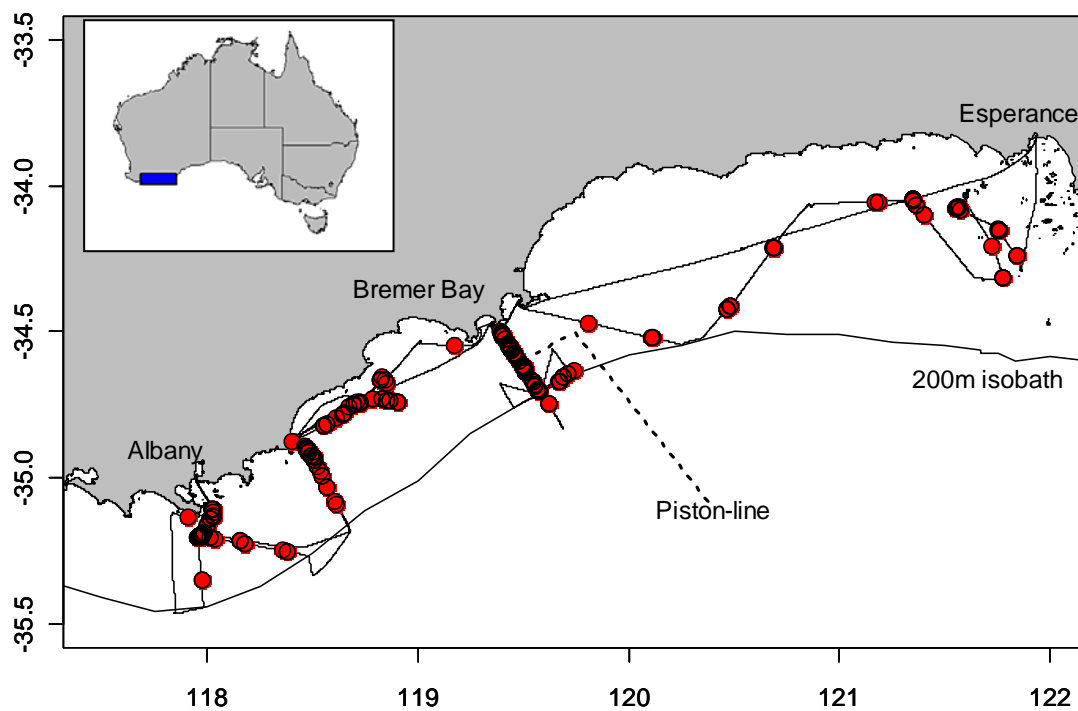 -33.5
-34.0
-34.5
-35.0
-35.5
Esperance
Bremer Bay
200m isobath
Albany
Piston-line
118
119
120
121
122